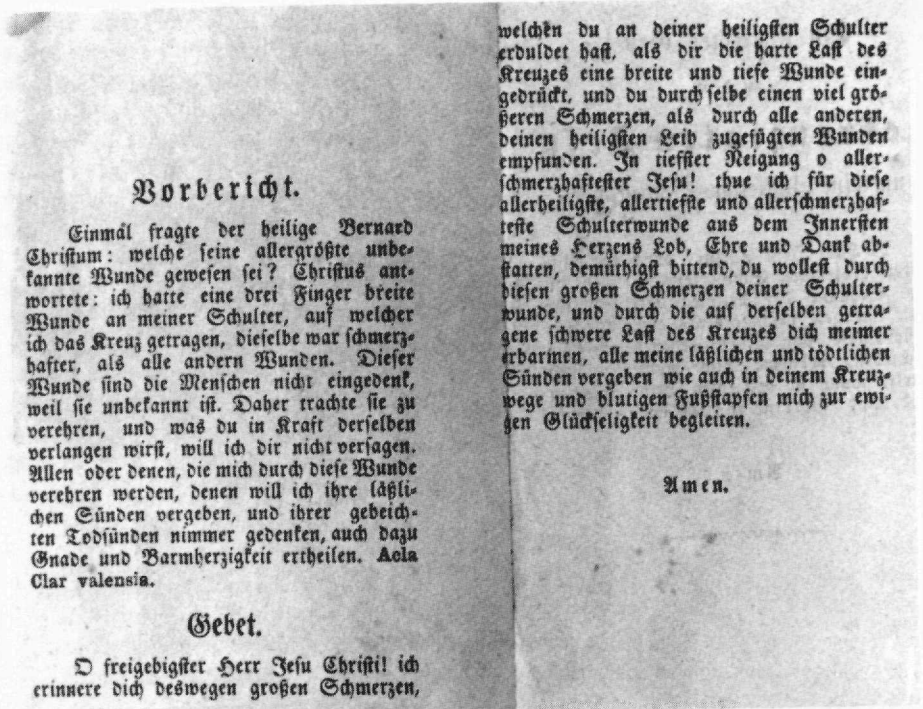 Vorbericht.
Einmal fragte der heilige Bernard
Christum: welche seine allergrößte unbe-
kannte Wunde gewesen sei? Christus ant-
wortete: ich hatte eine drei Finger breite
Wunde an meiner Schulter, auf welcher
ich das Kreuz getragen, dieselbe war schmerz-
hafter, als alle andern Wunden. Dieser
Wunde sind die Menschen nicht eingedenk,
weil sie unbekannt ist. Daher trachte sie zu
verehren, und was du in Kraft derselben
verlangen wirst, will ich dir nicht versagen.
Allen oder denen, die mich durch diese Wunde
verehren werden, denen will ich ihre läßli-
chen Sünden vergeben, und ihrer gebeich-
ten Todsünden nimmer gedenken, auch dazu
Gnade und Barmherzigkeit ertheilen. Acla
Clar valensia.
Gebet.
O freigebigster Herr Jesu Christi! ich
erinnere dich deswegen großen Schmerzen,
welchen du an deiner heiligsten Schulter
erduldet hast, als dir die harte Last des
Kreuzes eine breite und tiefe Wunde ein-
gedrückt, und du durch selbe einen viel grö-
ßeren Schmerzen, als durch alle anderen,
deinen heiligsten Leib zugefügten Wunden
empfunden. In tiefster Neigung o aller-
schmerzhaftester Jesu! thue ich für diese
allerheiligste, allertiefste und allerschmerzhaf-
teste Schulterwunde aus dem Innersten
meines Herzens Lob, Ehre und Dank ab-
statten, demüthigst bittend, du wollest durch
diesen großen Schmerzen deiner Schulter-
wunde, und durch die auf derselben getra-
gene schwere Last des Kreuzes dich meimer
erbarmen, alle meine läßlichen und tödtlichen
Sünden vergeben wie auch in deinem Kreuz-
wege und blutigen Fußstapfen mich zur ewi-
gen Glückseligkeit begleiten.
Amen.